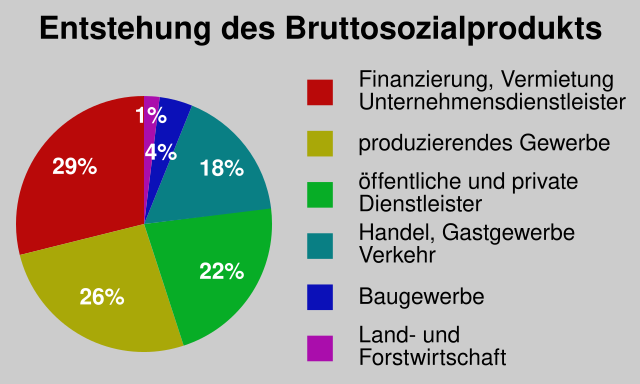 Entstehung des Bruttosozialprodukts
1%
4%
29%
18%
22%
26%
Finanzierung, Vermietung
Unternehmensdienstleister
produzierendes Gewerbe
öffentliche und private
Dienstleister
Handel, Gastgewerbe
Verkehr
Baugewerbe
Land- und
Forstwirtschaft